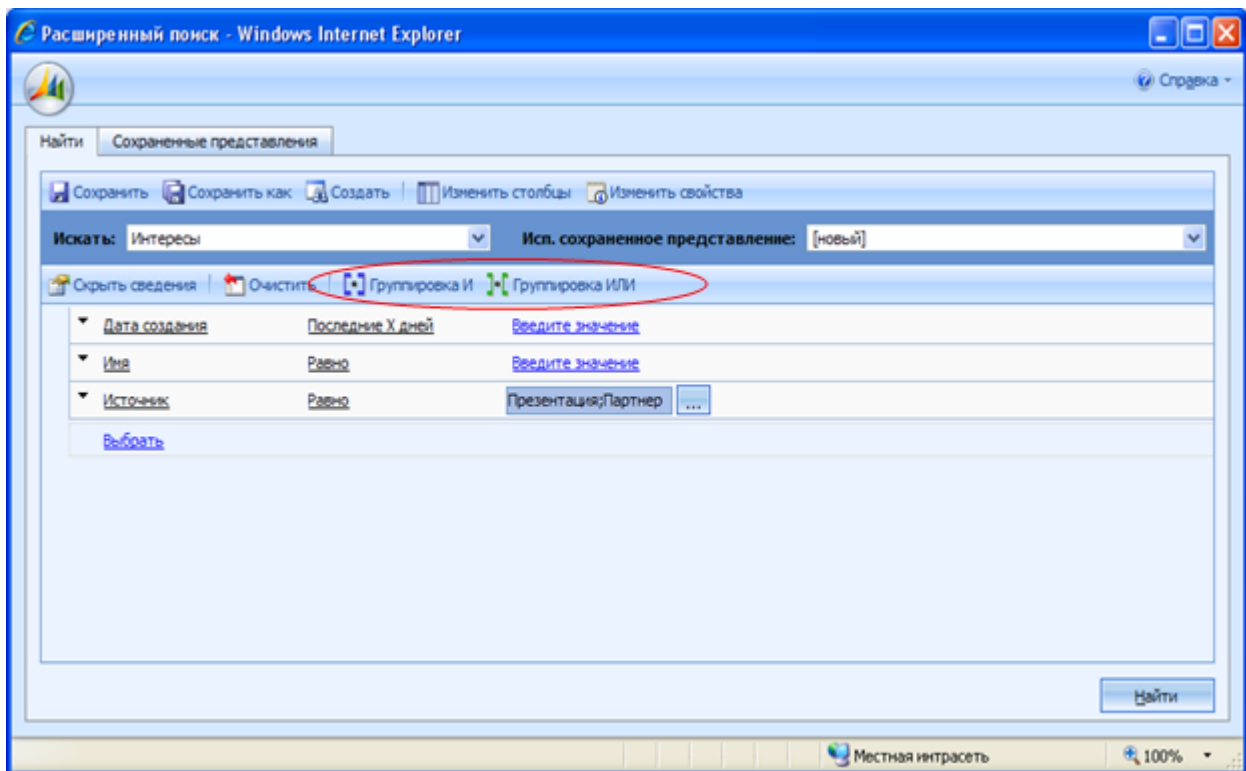 Расширенный поиск - Windows Internet Explorer
Справка
Найти Сохраненные представления
Сохранить Сохранить как Создать Изменить столбцы Изменить свойства
Искать: Интересы Исп. сохраненное представление: [новый]
Скрыть сведения Очистить Группировка И Группировка ИЛИ
Дата создания Последние X дней Введите значение
Имя Равно Введите значение
Источник Равно Презентация;Партнер ...
Выбрать
Найти
Местная интрасеть 100%